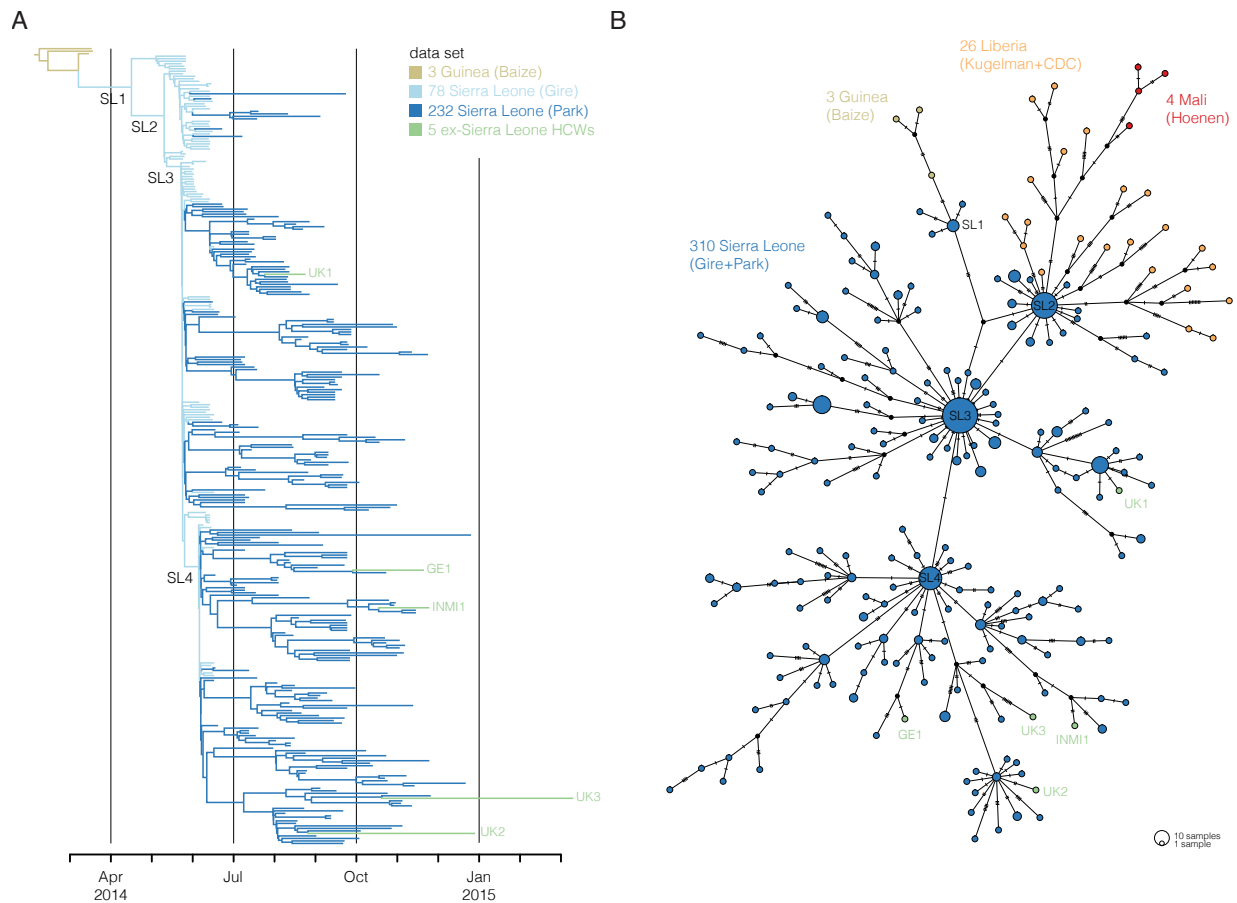 A
data set
3 Guinea (Baize)
78 Sierra Leone (Gire)
232 Sierra Leone (Park)
5 ex-Sierra Leone HCWs
SL1
SL2
SL3
UK1
SL4
GE1
INMI1
UK3
UK2
Apr
2014
Jul
Oct
Jan
2015
B
26 Liberia
(Kugelman+CDC)
3 Guinea
(Baize)
4 Mali
(Hoenen)
310 Sierra Leone
(Gire+Park)
SL1
SL2
SL3
UK1
SL4
GE1
UK3
INMI1
UK2
10 samples
1 sample